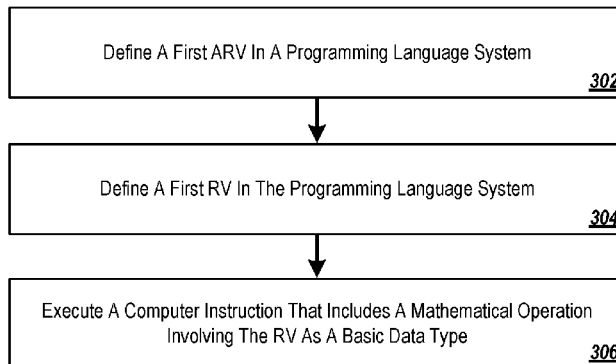 Define A First ARV In A Programming Language System
302
Define A First RV In The Programming Language System
304
Execute A Computer Instruction That Includes A Mathematical Operation
Involving The RV As A Basic Data Type
306